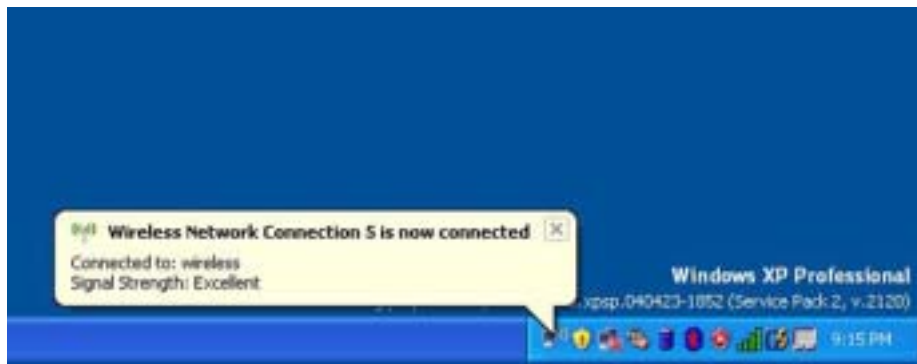 Wireless Network Connection 5 is now connected
Connected to: wireless
Signal Strength: Excellent
Windows XP Professional
xpsp.040423-1852 (Service Pack 2, v.2120)
9:15 PM